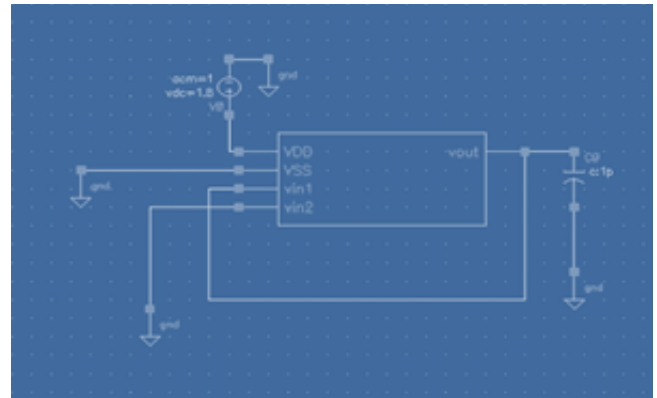 acm=1
gnd
vdc=1.8
V0
VDD
vout
C0
VSS
c:1p
gnd
vin1
vin2
gnd
gnd